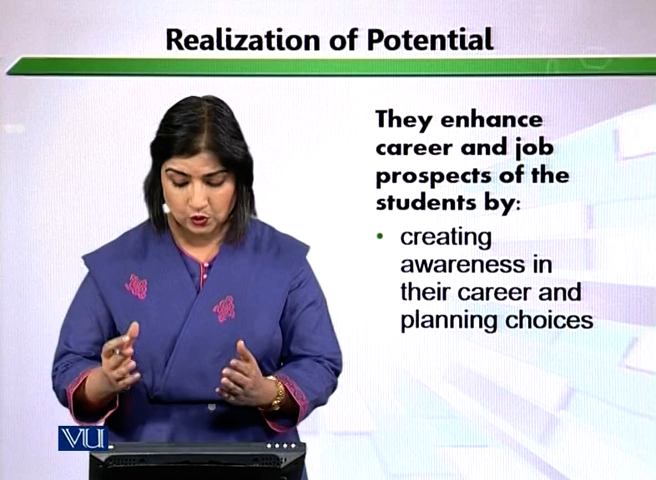 Realization of Potential
They enhance
career and job
prospects of the
students by:
• creating
awareness in
their career and
planning choices
VU